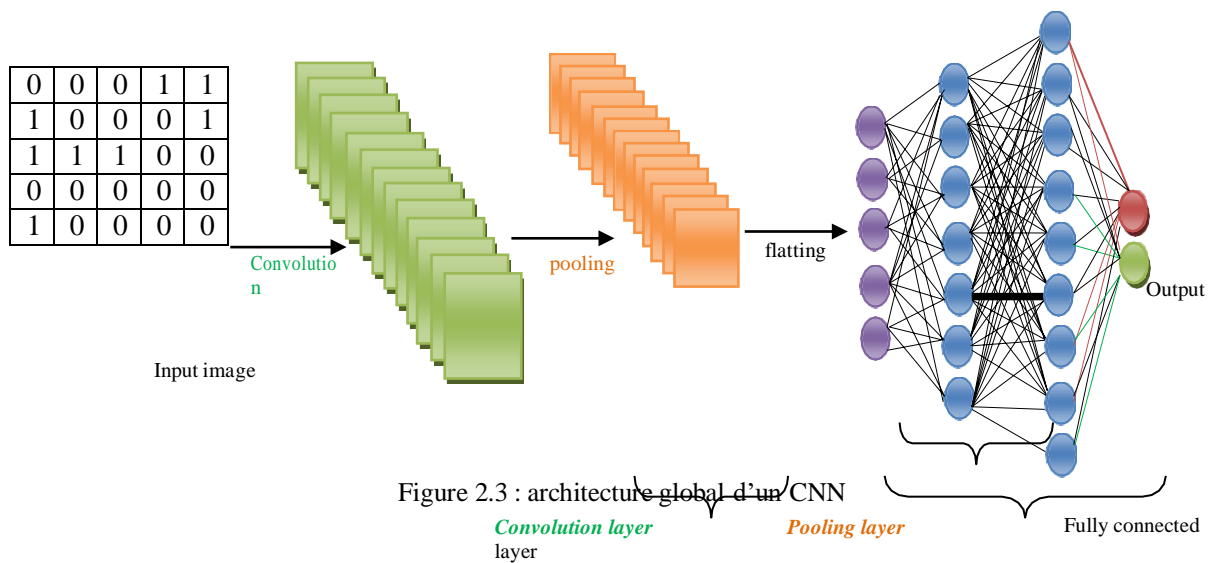 0 0 0 1 1
1 0 0 0 1
1 1 1 0 0
0 0 0 0 0
1 0 0 0 0
Convolutio
n
pooling
flatting
Output
Input image
Figure 2.3 : architecture global d’un CNN
Convolution layer Pooling layer Fully connected
layer